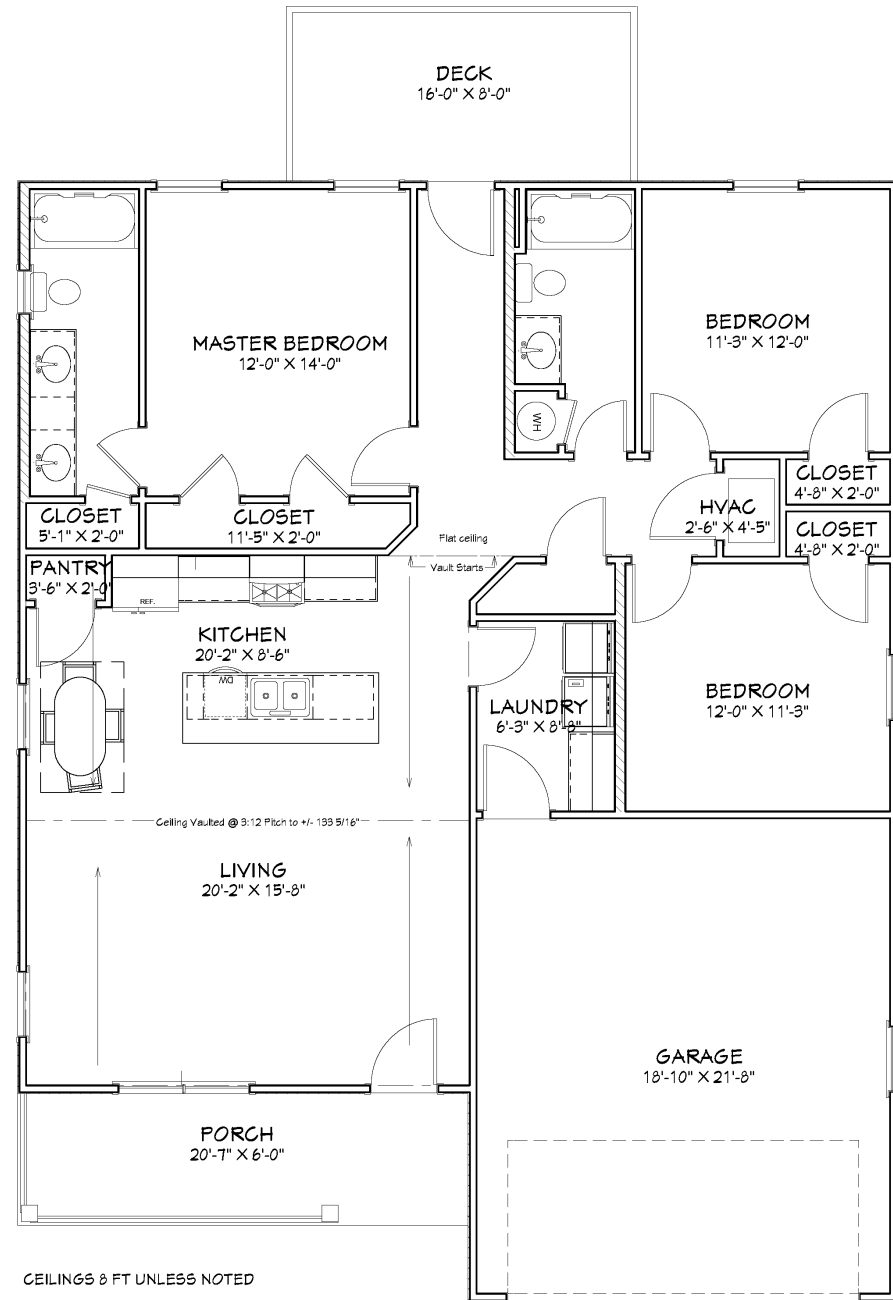 DECK
16'-0" X 8'-0"
MASTER BEDROOM
12'-0" X 14'-0"
BEDROOM
11'-3" X 12'-0"
WH
CLOSET
4'-8" X 2'-0"
HVAC
2'-6" X 4'-5"
CLOSET
5'-1" X 2'-0"
CLOSET
11'-5" X 2'-0"
CLOSET
4'-8" X 2'-0"
Flat ceiling
Vault Starts
PANTRY
3'-6" X 2'-0"
REF.
KITCHEN
20'-2" X 8'-6"
DW
LAUNDRY
6'-3" X 8'-8"
BEDROOM
12'-0" X 11'-3"
Ceiling Vaulted @ 3:12 Pitch to +/- 133 5/16"
LIVING
20'-2" X 15'-8"
GARAGE
18'-10" X 21'-8"
PORCH
20'-7" X 6'-0"
CEILINGS 8 FT UNLESS NOTED